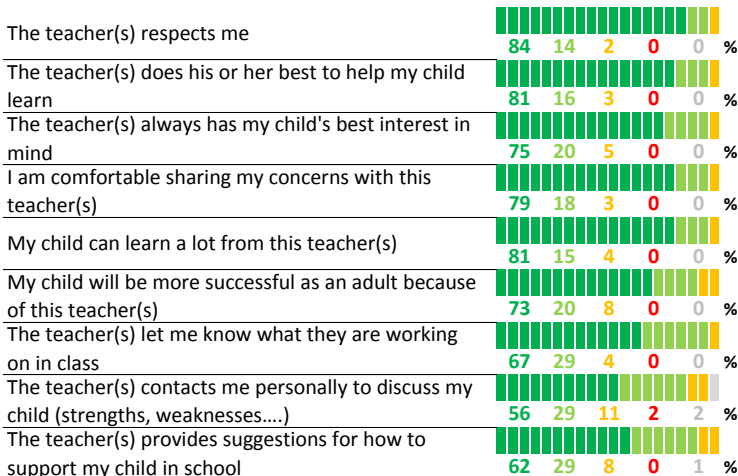 The teacher(s) respects me
84 14 2 0 0 %
The teacher(s) does his or her best to help my child
learn
81 16 3 0 0 %
The teacher(s) always has my child's best interest in
mind
75 20 5 0 0 %
I am comfortable sharing my concerns with this
teacher(s)
79 18 3 0 0 %
My child can learn a lot from this teacher(s)
81 15 4 0 0 %
My child will be more successful as an adult because
of this teacher(s)
73 20 8 0 0 %
The teacher(s) let me know what they are working
on in class
67 29 4 0 0 %
The teacher(s) contacts me personally to discuss my
child (strengths, weaknesses....)
56 29 11 2 2 %
The teacher(s) provides suggestions for how to
support my child in school
62 29 8 0 1 %